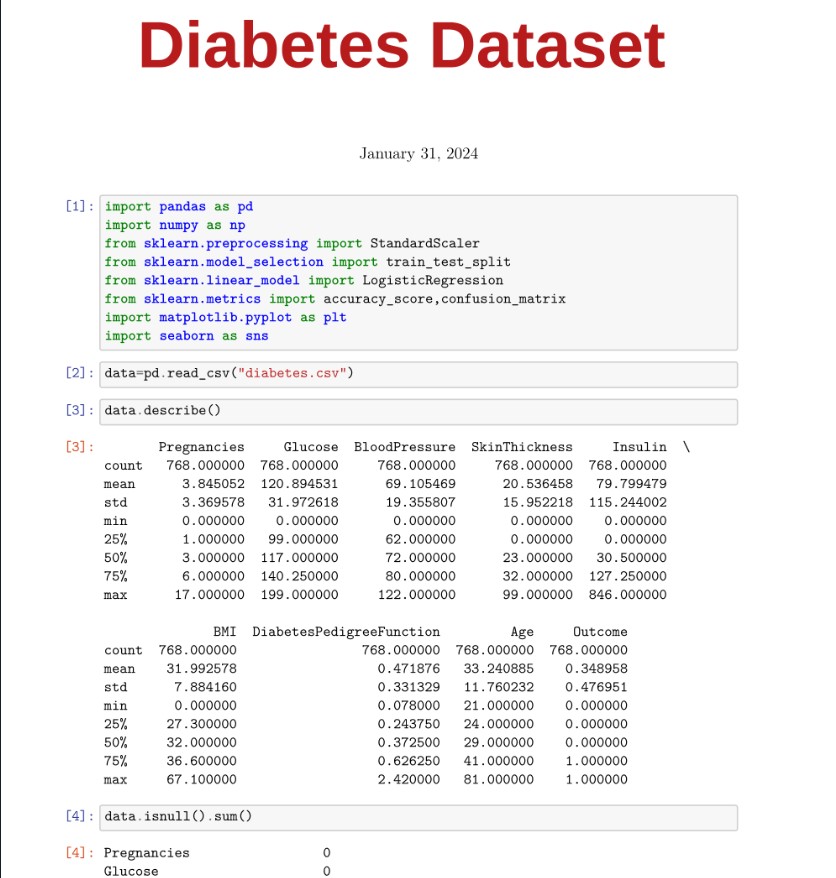 Diabetes Dataset
January 31, 2024
[1]: import pandas as pd
import numpy as np
from sklearn.preprocessing import StandardScaler
from sklearn.model_selection import train_test_split
from sklearn.linear_model import LogisticRegression
from sklearn.metrics import accuracy_score,confusion_matrix
import matplotlib.pyplot as plt
import seaborn as sns
[2]: data=pd.read_csv("diabetes.csv")
[3]: data.describe()
[3]: Pregnancies Glucose BloodPressure SkinThickness Insulin \
count 768.000000 768.000000 768.000000 768.000000 768.000000
mean 3.845052 120.894531 69.105469 20.536458 79.799479
std 3.369578 31.972618 19.355807 15.952218 115.244002
min 0.000000 0.000000 0.000000 0.000000 0.000000
25% 1.000000 99.000000 62.000000 0.000000 0.000000
50% 3.000000 117.000000 72.000000 23.000000 30.500000
75% 6.000000 140.250000 80.000000 32.000000 127.250000
max 17.000000 199.000000 122.000000 99.000000 846.000000
BMI DiabetesPedigreeFunction Age Outcome
count 768.000000 768.000000 768.000000 768.000000
mean 31.992578 0.471876 33.240885 0.348958
std 7.884160 0.331329 11.760232 0.476951
min 0.000000 0.078000 21.000000 0.000000
25% 27.300000 0.243750 24.000000 0.000000
50% 32.000000 0.372500 29.000000 0.000000
75% 36.600000 0.626250 41.000000 1.000000
max 67.100000 2.420000 81.000000 1.000000
[4]: data.isnull().sum()
[4]: Pregnancies 0
Glucose 0